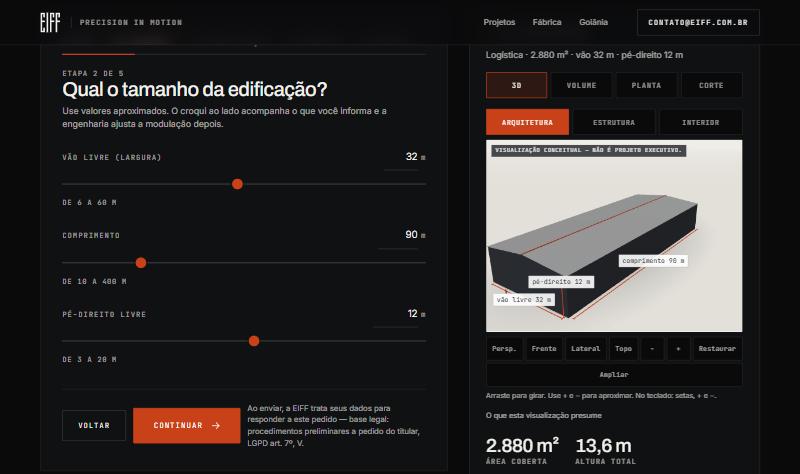 EIFF
PRECISION IN MOTION
Projetos
Fábrica
Goiânia
CONTATO@EIFF.COM.BR
ETAPA 2 DE 5
Qual o tamanho da edificação?
Use valores aproximados. O croqui ao lado acompanha o que você informa e a
engenharia ajusta a modulação depois.
VÃO LIVRE (LARGURA)
32 m
DE 6 A 60 M
COMPRIMENTO
90 m
DE 10 A 400 M
PÉ-DIREITO LIVRE
12 m
DE 3 A 20 M
VOLTAR
CONTINUAR →
Ao enviar, a EIFF trata seus dados para
responder a este pedido — base legal:
procedimentos preliminares a pedido do titular,
LGPD art. 7º, V.
Logística · 2.880 m² · vão 32 m · pé-direito 12 m
3D
VOLUME
PLANTA
CORTE
ARQUITETURA
ESTRUTURA
INTERIOR
VISUALIZAÇÃO CONCEITUAL — NÃO É PROJETO EXECUTIVO.
comprimento 90 m
pé-direito 12 m
vão livre 32 m
Persp.
Frente
Lateral
Topo
-
+
Restaurar
Ampliar
Arraste para girar. Use + e − para aproximar. No teclado: setas, + e −.
O que esta visualização presume
2.880 m²
ÁREA COBERTA
13,6 m
ALTURA TOTAL